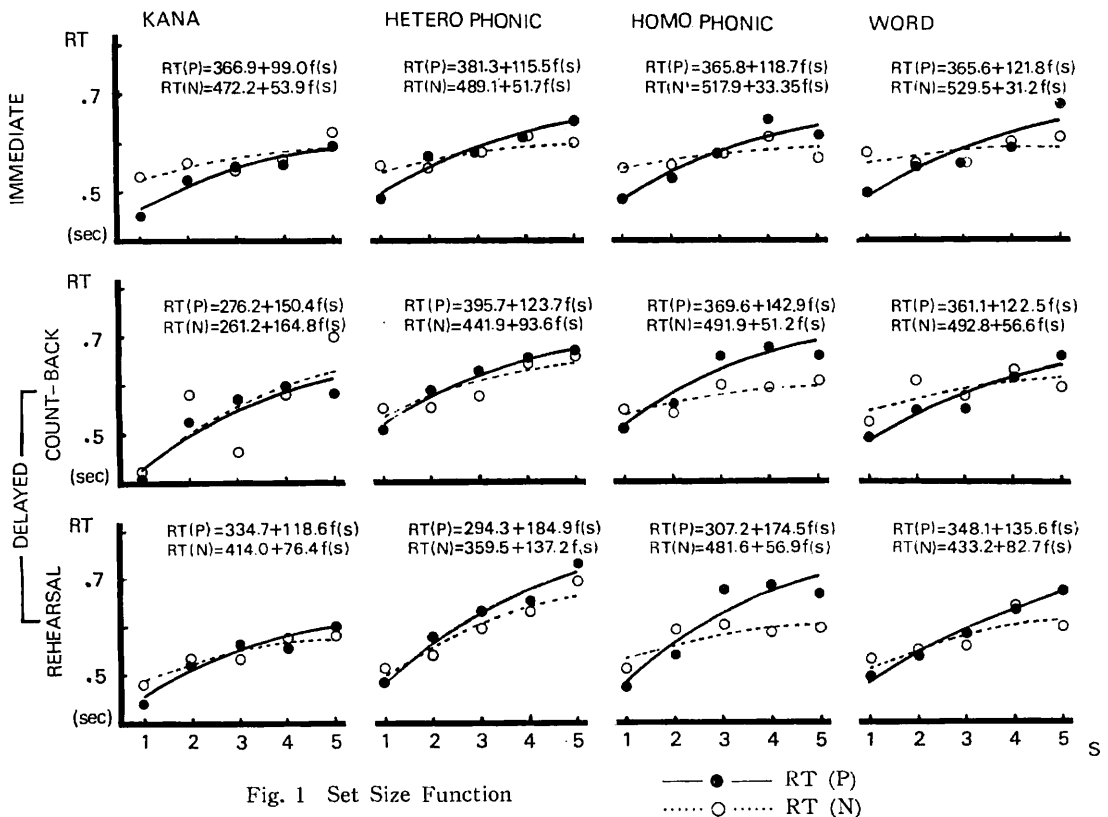 KANA HETERO PHONIC HOMO PHONIC WORD
IMMEDIATE
RT
.7
.5
(sec)
RT(P)=366.9+99.0f(s)
RT(N)=472.2+53.9f(s)
RT(P)=381.3+115.5f(s)
RT(N)=489.1+51.7f(s)
RT(P)=365.8+118.7f(s)
RT(N'=517.9+33.35f(s)
RT(P)=365.6+121.8f(s)
RT(N)=529.5+31.2f(s)
DELAYED
COUNT-BACK
RT
.7
.5
(sec)
RT(P)=276.2+150.4f(s)
RT(N)=261.2+164.8f(s)
RT(P)=395.7+123.7f(s)
RT(N)=441.9+93.6f(s)
RT(P)=369.6+142.9f(s)
RT(N)=491.9+51.2f(s)
RT(P)=361.1+122.5f(s)
RT(N)=492.8+56.6f(s)
REHEARSAL
RT
.7
.5
(sec)
RT(P)=334.7+118.6f(s)
RT(N)=414.0+76.4f(s)
RT(P)=294.3+184.9f(s)
RT(N)=359.5+137.2f(s)
RT(P)=307.2+174.5f(s)
RT(N)=481.6+56.9f(s)
RT(P)=348.1+135.6f(s)
RT(N)=433.2+82.7f(s)
1 2 3 4 5 1 2 3 4 5 1 2 3 4 5 1 2 3 4 5 S
Fig. 1 Set Size Function
RT (P)
RT (N)